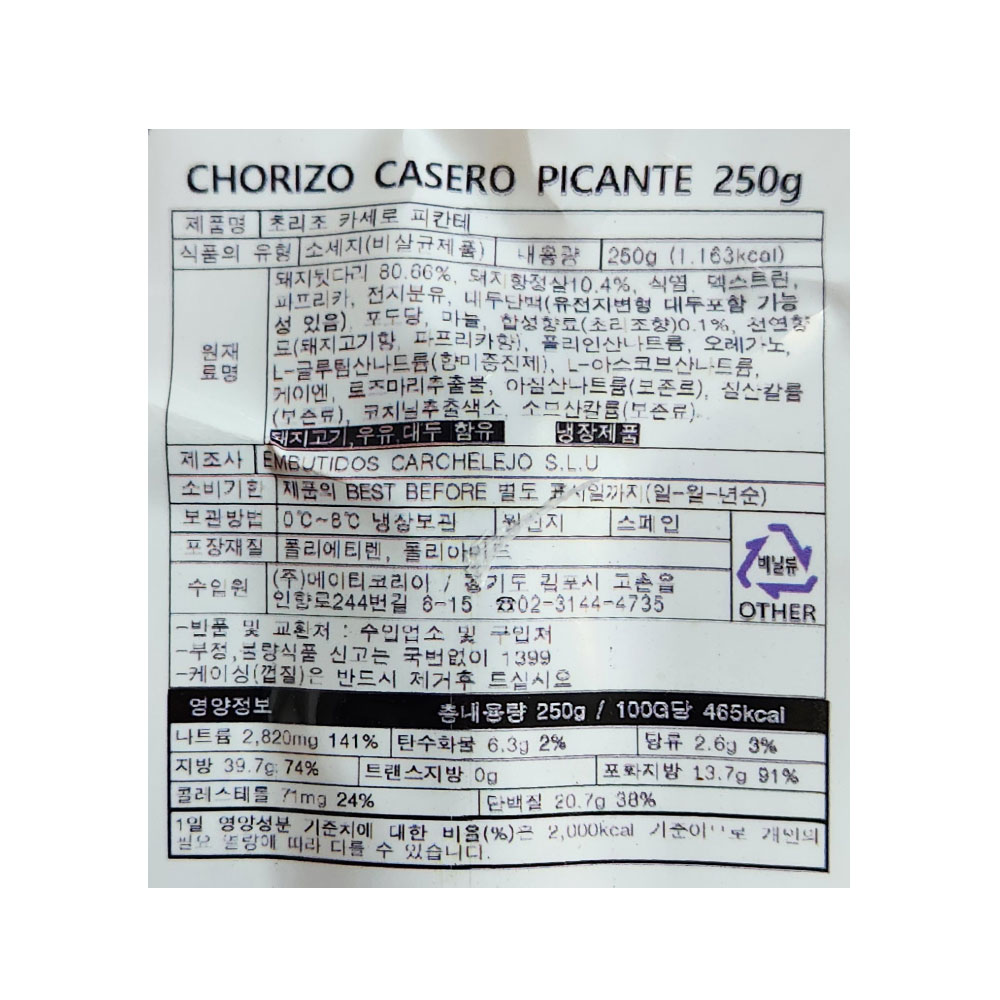 CHORIZO CASERO PICANTE 250g
제품명 초리조 카세로 피칸테
식품의 유형 소세지(비살균제품) 내용량 250g (1,163kcal)
원재료명
돼지뒷다리 80.66%, 돼지항정살10.4%, 식염, 덱스트린,
파프리카, 전지분유, 대두단백(유전지변형 대두포함 가능
성 있음), 포도당, 마늘, 합성향료(초리조향)0.1%, 천연향
료(돼지고기향, 파프리카향), 폴리인산나트륨, 오레가노,
L-글루탐산나트륨(향미증진제), L-아스코브산나트륨,
케이엔, 로즈마리추출물, 아질산나트륨(보존료), 칼륨
(보존료), 코치닐추출색소, 소브산칼륨(보존료)
돼지고기,우유,대두 함유 냉장제품
제조사 EMBUTIDOS CARCHELEJO S.L.U
소비기한 제품의 BEST BEFORE 별도 표시일까지(일-월-년순)
보관방법 0℃~8℃ 냉장보관 원산지 스페인
포장재질 폴리에틸렌, 폴리아미드
비닐류
OTHER
수입원 (주)메이티코리아 / 경기도 김포시 고촌읍
인향로244번길 6-15 ☎02-3144-4735
-반품 및 교환처 : 수입업소 및 구입처
-부정,불량식품 신고는 국번없이 1399
-케이싱(껍질)은 반드시 제거후 드십시오
영양정보 총내용량 250g / 100G당 465kcal
나트륨 2,820mg 141% 탄수화물 6.3g 2% 당류 2.6g 3%
지방 39.7g 74% 트랜스지방 0g 포화지방 13.7g 91%
콜레스테롤 71mg 24% 단백질 20.7g 38%
1일 영양성분 기준치에 대한 비율(%)은 2,000kcal 기준이므로 개인의
필요 열량에 따라 다를 수 있습니다.